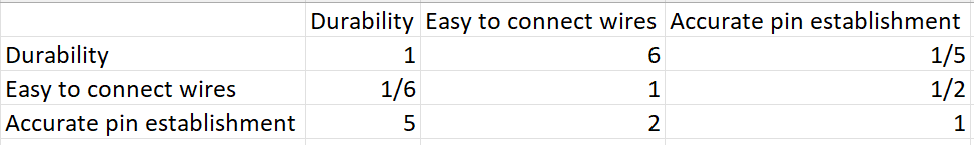 Durability Easy to connect wires Accurate pin establishment
Durability 1 6 1/5
Easy to connect wires 1/6 1 1/2
Accurate pin establishment 5 2 1